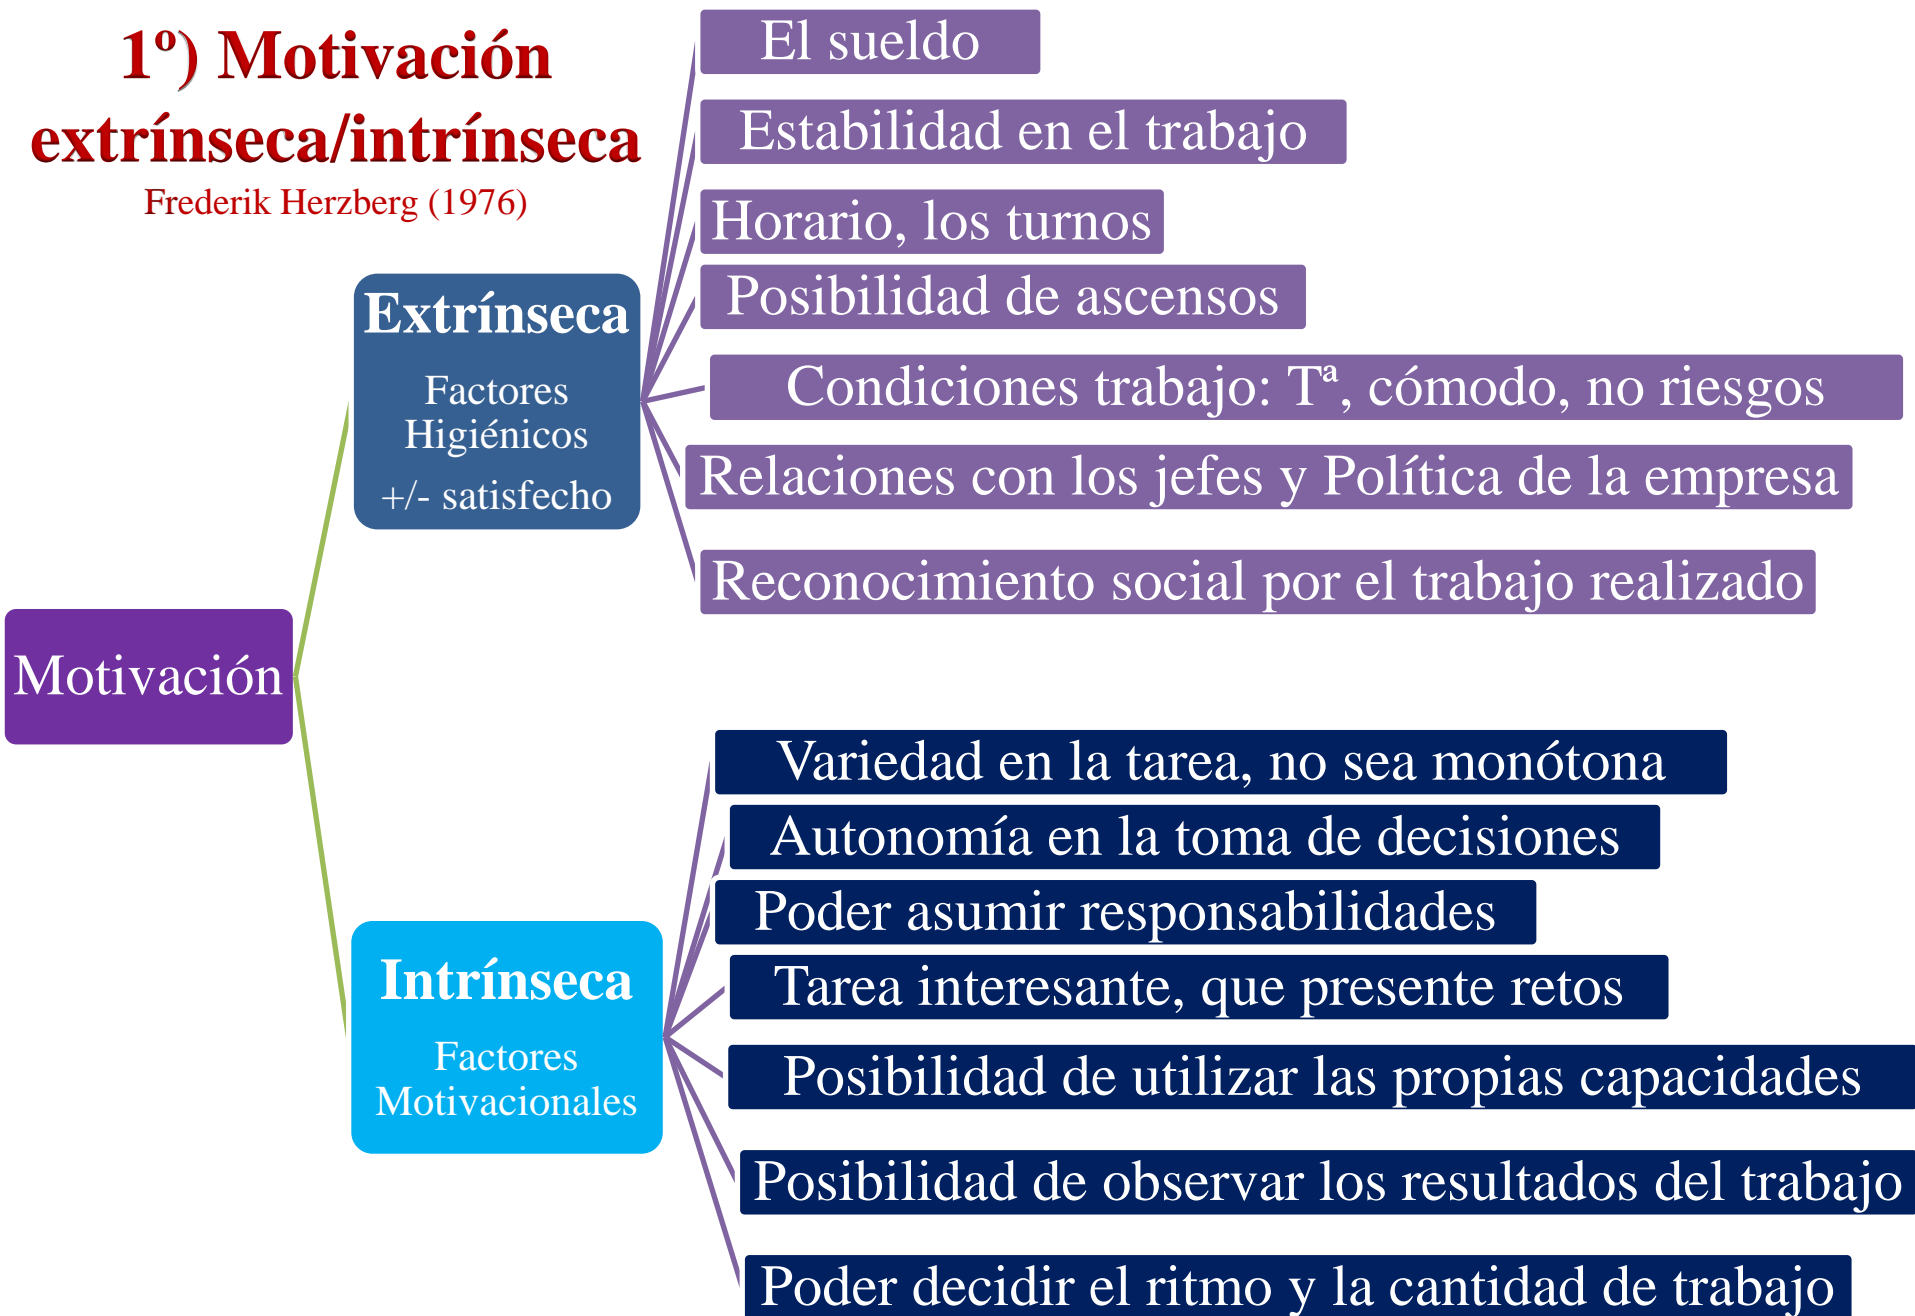 1º) Motivación
extrínseca/intrínseca
Frederik Herzberg (1976)
Motivación
Extrínseca
Factores
Higiénicos
+/- satisfecho
El sueldo
Estabilidad en el trabajo
Horario, los turnos
Posibilidad de ascensos
Condiciones trabajo: Tª, cómodo, no riesgos
Relaciones con los jefes y Política de la empresa
Reconocimiento social por el trabajo realizado
Intrínseca
Factores
Motivacionales
Variedad en la tarea, no sea monótona
Autonomía en la toma de decisiones
Poder asumir responsabilidades
Tarea interesante, que presente retos
Posibilidad de utilizar las propias capacidades
Posibilidad de observar los resultados del trabajo
Poder decidir el ritmo y la cantidad de trabajo